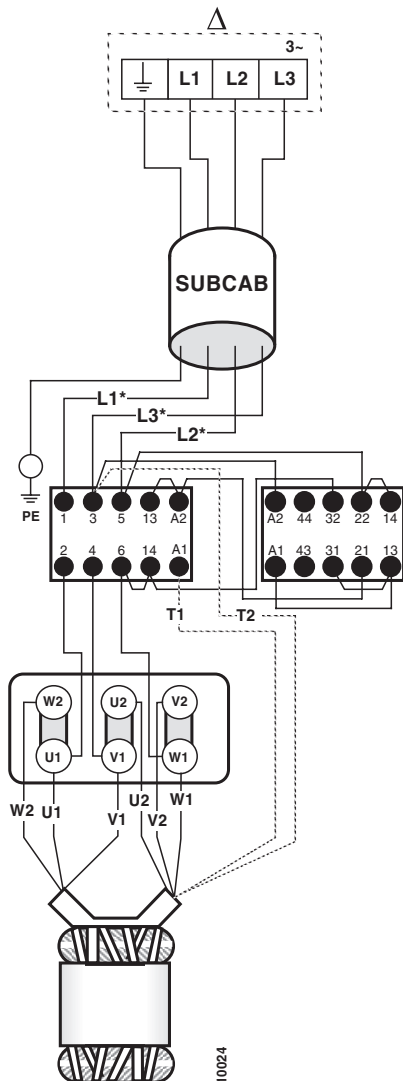 Δ
3~
L1 L2 L3
SUBCAB
L1*
L3*
L2*
PE
1 3 5 13 A2 A2 44 32 22 14
2 4 6 14 A1 A1 43 31 21 13
T1 T2
W2 U2 V2
U1 V1 W1
W2 U1 V1 U2 V2 W1
I0024